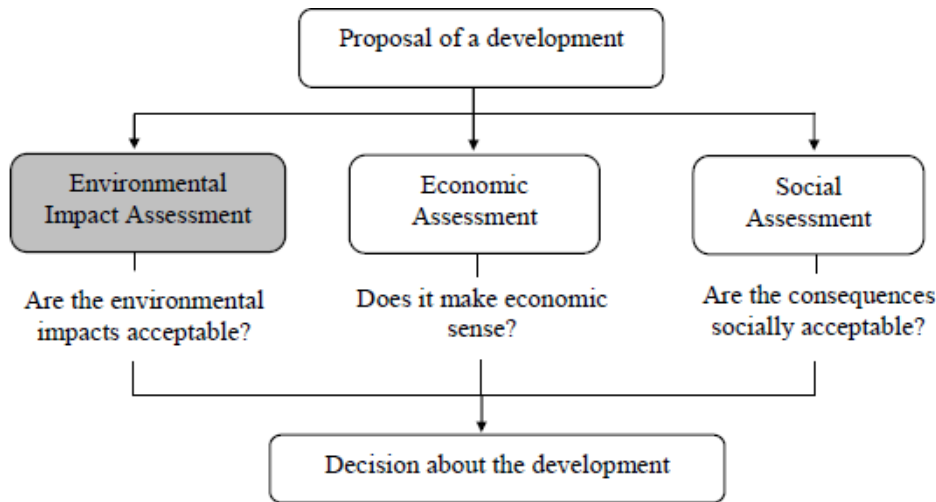 Proposal of a development
Environmental
Impact Assessment
Economic
Assessment
Social
Assessment
Are the environmental
impacts acceptable?
Does it make economic
sense?
Are the consequences
socially acceptable?
Decision about the development